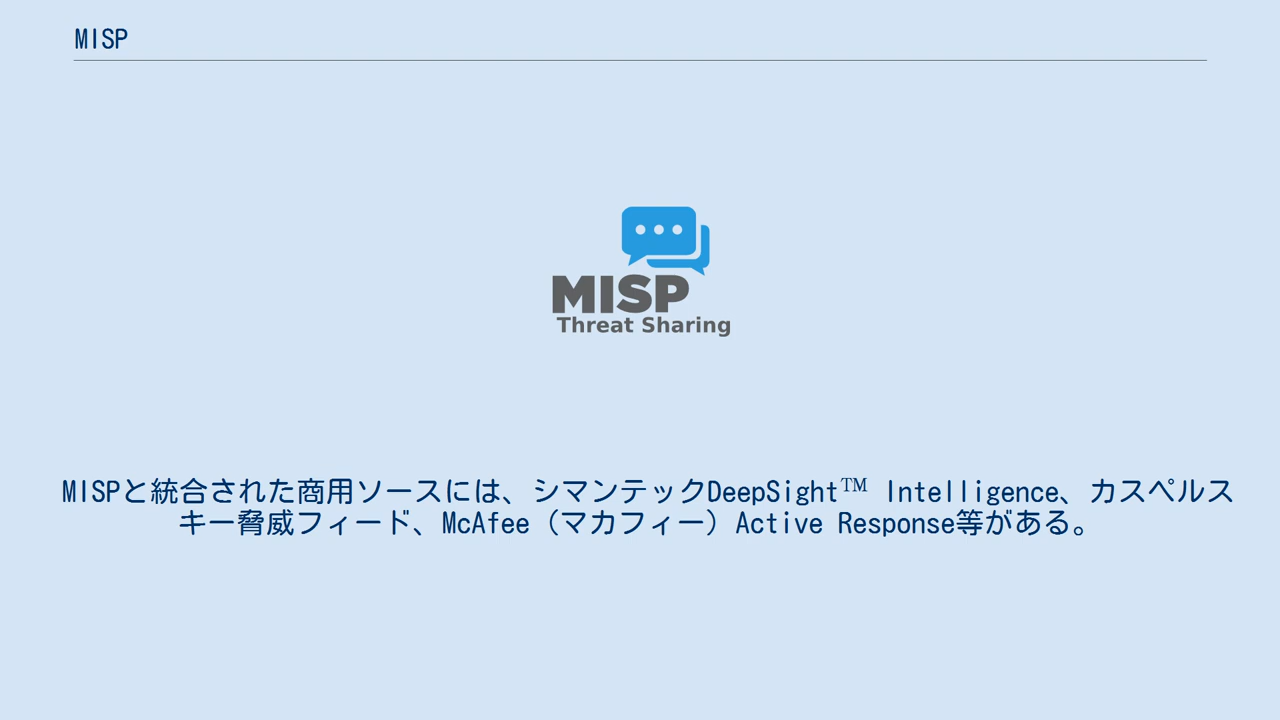 MISP
MISP
Threat Sharing
MISPと統合された商用ソースには、シマンテックDeepSight™ Intelligence、カスペルス
キー脅威フィード、McAfee（マカフィー）Active Response等がある。